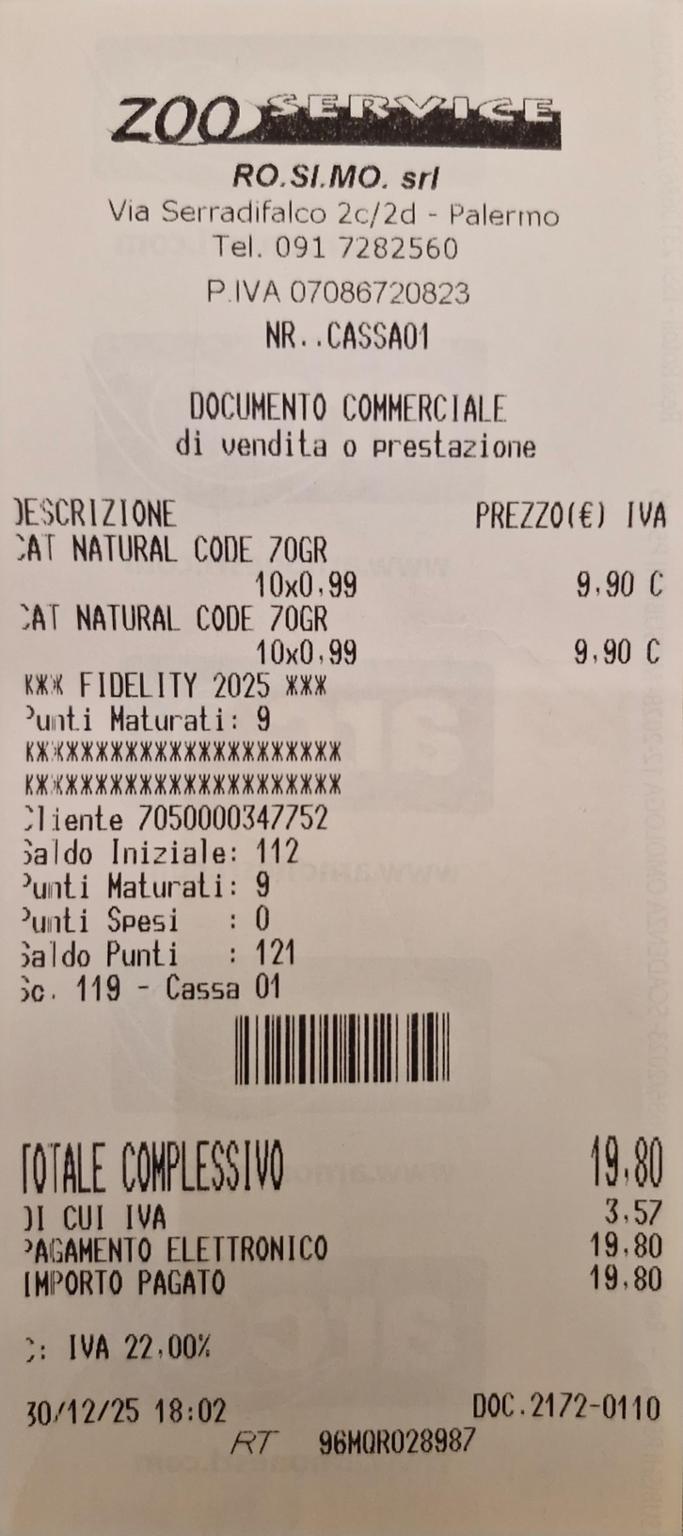 ZOO SERVICE
RO.SI.MO. srl
Via Serradifalco 2c/2d - Palermo
Tel. 091 7282560
P.IVA 07086720823
NR..CASSA01
DOCUMENTO COMMERCIALE
di vendita o prestazione
DESCRIZIONE PREZZO(€) IVA
CAT NATURAL CODE 70GR
10x0,99 9,90 C
CAT NATURAL CODE 70GR
10x0,99 9,90 C
*** FIDELITY 2025 ***
Punti Maturati: 9
**********************
**********************
Cliente 7050000347752
Saldo Iniziale: 112
Punti Maturati: 9
Punti Spesi : 0
Saldo Punti : 121
Sc. 119 - Cassa 01
TOTALE COMPLESSIVO 19,80
DI CUI IVA 3,57
PAGAMENTO ELETTRONICO 19,80
IMPORTO PAGATO 19,80
C: IVA 22,00%
30/12/25 18:02 DOC.2172-0110
RT 96MQR028987